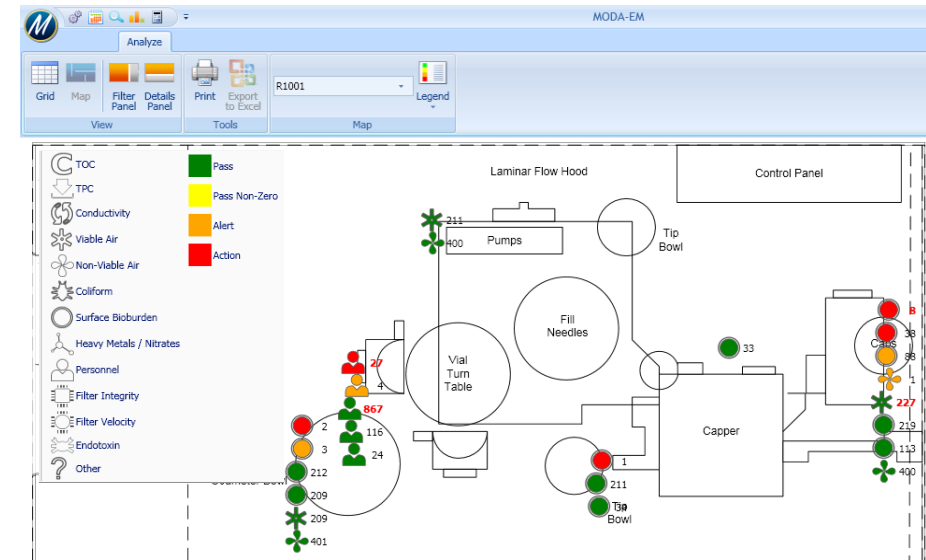 MODA-EM
M
Analyze
Grid
Map
Filter Panel
Details Panel
Print
Export to Excel
R1001
Legend
View
Tools
Map
TOC
TPC
Conductivity
Viable Air
Non-Viable Air
Coliform
Surface Bioburden
Heavy Metals / Nitrates
Personnel
Filter Integrity
Filter Velocity
Endotoxin
Other
Pass
Pass Non-Zero
Alert
Action
Laminar Flow Hood
Control Panel
211
400
Pumps
Tip
Bowl
Fill
Needles
Vial
Turn
Table
33
8
33
Caps
83
1
227
219
113
400
27
4
867
116
24
2
3
212
209
209
401
Capper
1
211
Tip
Bowl